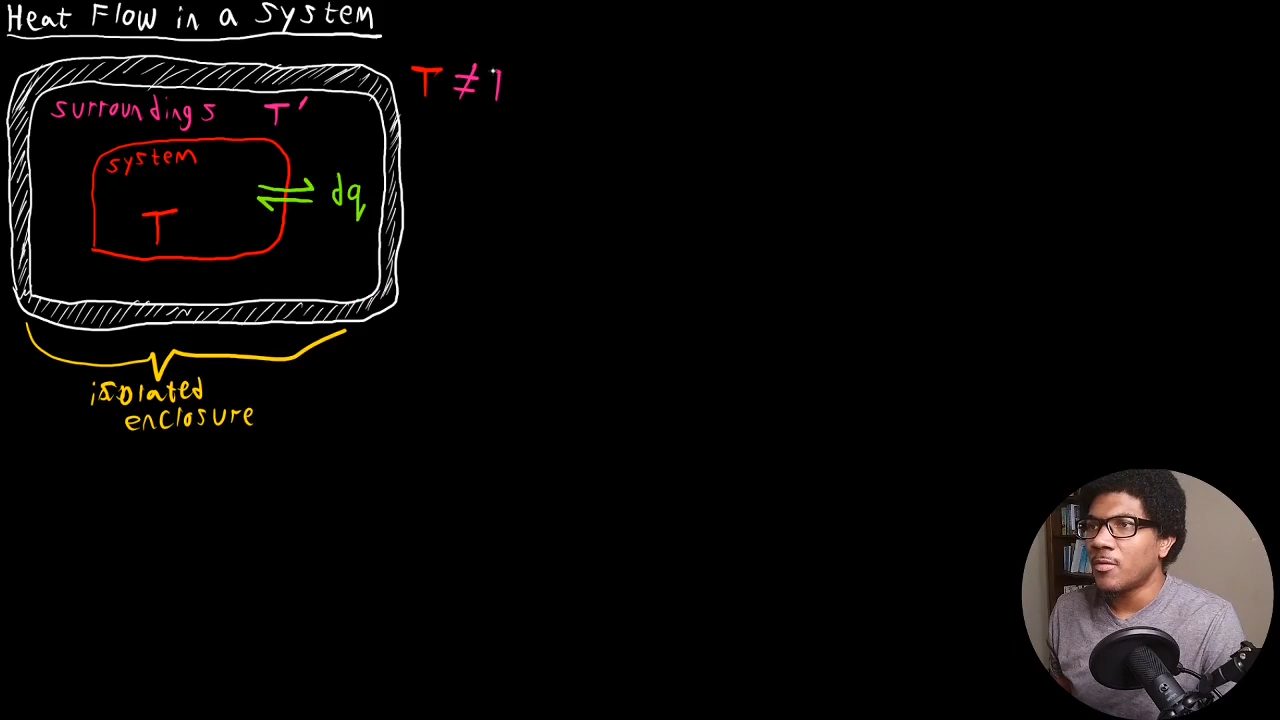 Heat Flow in a System
T ≠
surroundings T'
system
dq
T
isolated
enclosure